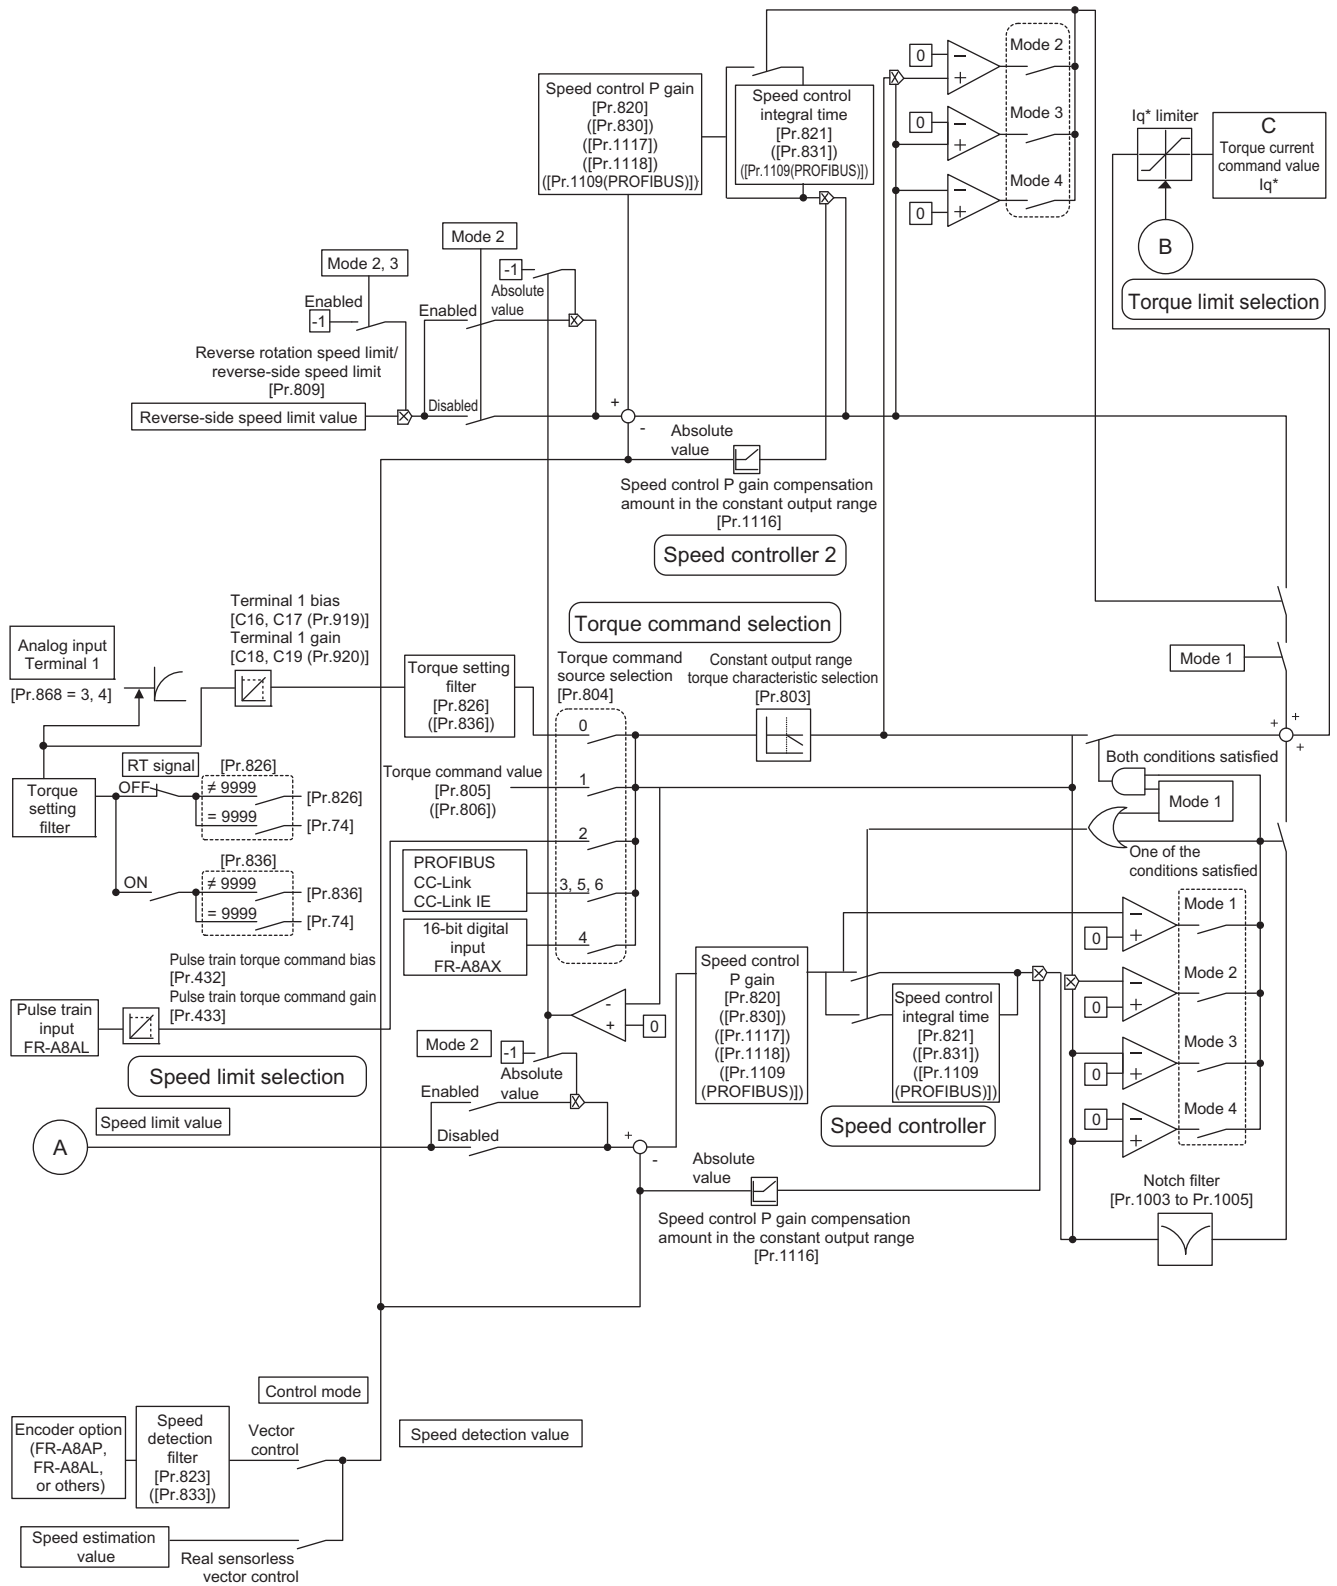 Speed control P gain
[Pr.820]
([Pr.830])
([Pr.1117])
([Pr.1118])
([Pr.1109(PROFIBUS)])
Speed control
integral time
[Pr.821]
([Pr.831])
([Pr.1109(PROFIBUS)])
0
−
+
Mode 2
0
−
+
Mode 3
0
−
+
Mode 4
Iq* limiter
C
Torque current
command value
Iq*
B
Torque limit selection
Mode 2
Mode 2, 3
Enabled
-1
-1
Absolute
value
Enabled
Reverse rotation speed limit/
reverse-side speed limit
[Pr.809]
Reverse-side speed limit value
Disabled
+
-
Absolute
value
Speed control P gain compensation
amount in the constant output range
[Pr.1116]
Speed controller 2
Terminal 1 bias
[C16, C17 (Pr.919)]
Terminal 1 gain
[C18, C19 (Pr.920)]
Analog input
Terminal 1
[Pr.868 = 3, 4]
Torque setting
filter
[Pr.826]
([Pr.836])
Torque command selection
Torque command
source selection
[Pr.804]
Constant output range
torque characteristic selection
[Pr.803]
Mode 1
+
+
+
RT signal
[Pr.826]
OFF
≠ 9999
[Pr.826]
= 9999
[Pr.74]
Torque
setting
filter
[Pr.836]
ON
≠ 9999
[Pr.836]
= 9999
[Pr.74]
0
Torque command value
[Pr.805]
([Pr.806])
1
2
PROFIBUS
CC-Link
CC-Link IE
3, 5, 6
16-bit digital
input
FR-A8AX
4
Both conditions satisfied
Mode 1
One of the
conditions satisfied
Pulse train torque command bias
[Pr.432]
Pulse train torque command gain
[Pr.433]
Pulse train
input
FR-A8AL
Speed limit selection
-
+
0
Mode 2
-1
Absolute
value
Enabled
Disabled
Speed limit value
A
+
-
Speed control
P gain
[Pr.820]
([Pr.830])
([Pr.1117])
([Pr.1118])
([Pr.1109
(PROFIBUS)])
Speed control
integral time
[Pr.821]
([Pr.831])
([Pr.1109
(PROFIBUS)])
Speed controller
−
+
0
Mode 1
−
+
0
Mode 2
−
+
0
Mode 3
0
−
+
Mode 4
Absolute
value
Speed control P gain compensation
amount in the constant output range
[Pr.1116]
Notch filter
[Pr.1003 to Pr.1005]
Control mode
Encoder option
(FR-A8AP,
FR-A8AL,
or others)
Speed
detection
filter
[Pr.823]
([Pr.833])
Vector
control
Speed detection value
Speed estimation
value
Real sensorless
vector control